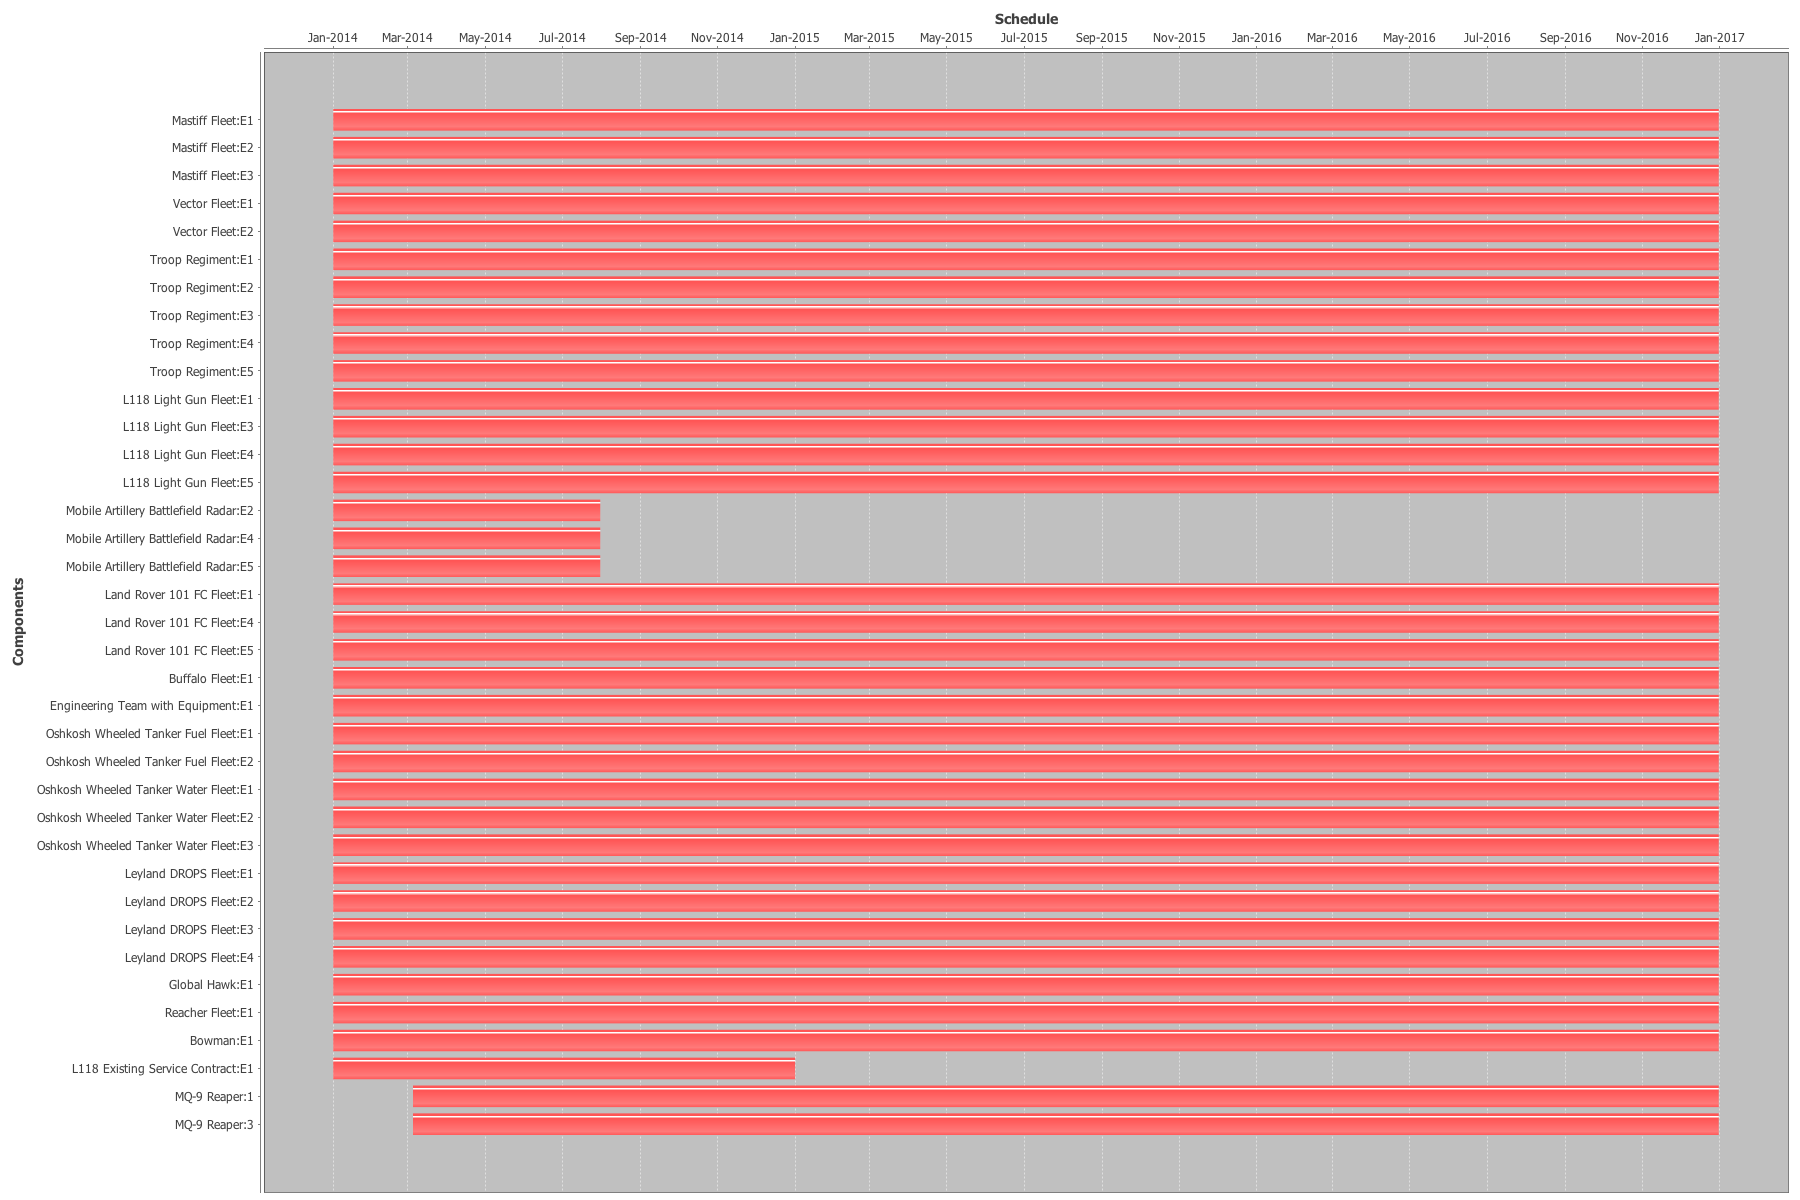 Schedule
Jan-2014 Mar-2014 May-2014 Jul-2014 Sep-2014 Nov-2014 Jan-2015 Mar-2015 May-2015 Jul-2015 Sep-2015 Nov-2015 Jan-2016 Mar-2016 May-2016 Jul-2016 Sep-2016 Nov-2016 Jan-2017
Components
Mastiff Fleet:E1
Mastiff Fleet:E2
Mastiff Fleet:E3
Vector Fleet:E1
Vector Fleet:E2
Troop Regiment:E1
Troop Regiment:E2
Troop Regiment:E3
Troop Regiment:E4
Troop Regiment:E5
L118 Light Gun Fleet:E1
L118 Light Gun Fleet:E3
L118 Light Gun Fleet:E4
L118 Light Gun Fleet:E5
Mobile Artillery Battlefield Radar:E2
Mobile Artillery Battlefield Radar:E4
Mobile Artillery Battlefield Radar:E5
Land Rover 101 FC Fleet:E1
Land Rover 101 FC Fleet:E4
Land Rover 101 FC Fleet:E5
Buffalo Fleet:E1
Engineering Team with Equipment:E1
Oshkosh Wheeled Tanker Fuel Fleet:E1
Oshkosh Wheeled Tanker Fuel Fleet:E2
Oshkosh Wheeled Tanker Water Fleet:E1
Oshkosh Wheeled Tanker Water Fleet:E2
Oshkosh Wheeled Tanker Water Fleet:E3
Leyland DROPS Fleet:E1
Leyland DROPS Fleet:E2
Leyland DROPS Fleet:E3
Leyland DROPS Fleet:E4
Global Hawk:E1
Reacher Fleet:E1
Bowman:E1
L118 Existing Service Contract:E1
MQ-9 Reaper:1
MQ-9 Reaper:3